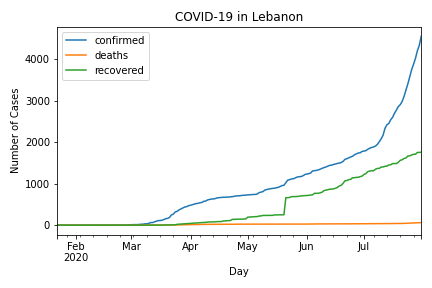 COVID-19 in Lebanon
confirmed
deaths
recovered
Number of Cases
4000
3000
2000
1000
0
Feb
2020
Mar
Apr
May
Jun
Jul
Day